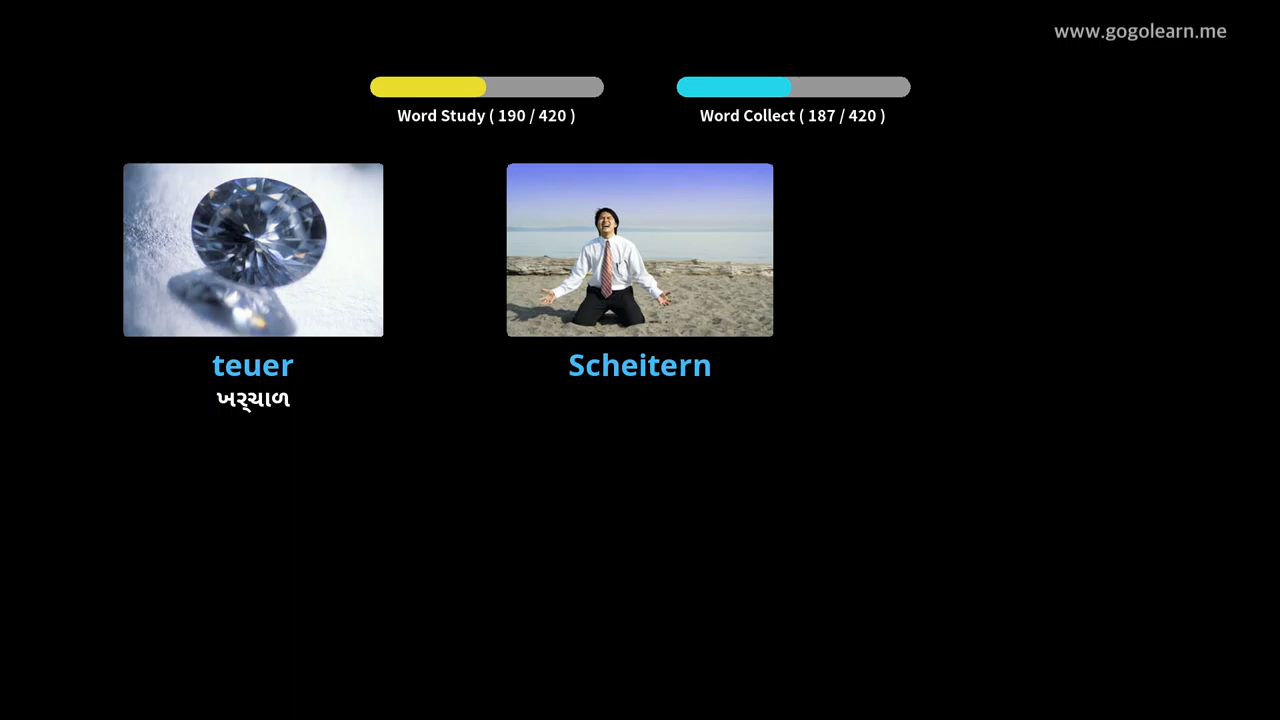 www.gogolearn.me
Word Study ( 190 / 420 )
Word Collect ( 187 / 420 )
teuer
ખર્ચાળ
Scheitern